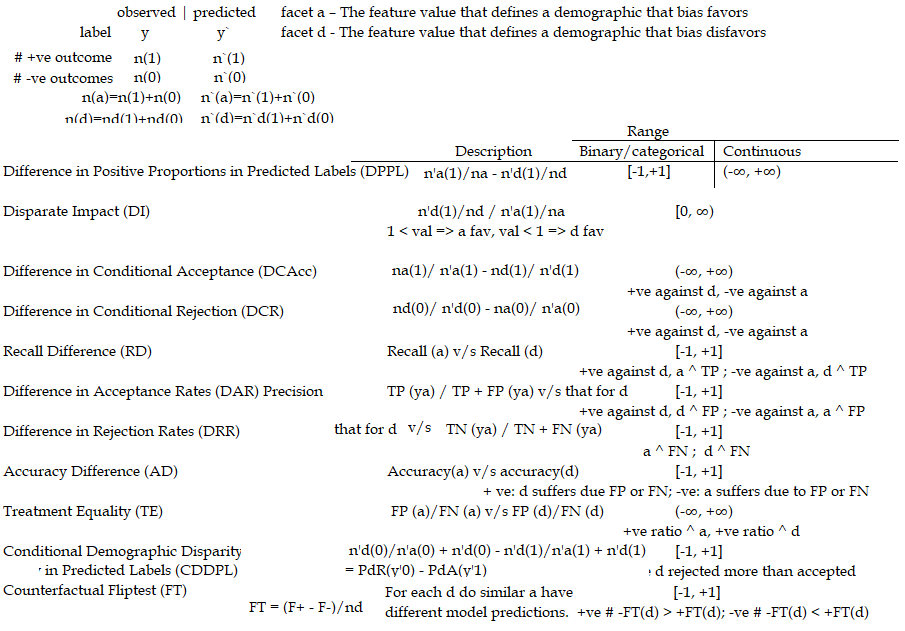 observed | predicted facet a – The feature value that defines a demographic that bias favors
label y y` facet d - The feature value that defines a demographic that bias disfavors
# +ve outcome n(1) n`(1)
# -ve outcomes n(0) n`(0)
n(a)=n(1)+n(0) n`(a)=n`(1)+n`(0)
n(d)=nd(1)+nd(0) n`(d)=n`d(1)+n`d(0)
Range
Description Binary/categorical Continuous
Difference in Positive Proportions in Predicted Labels (DPPL) n'a(1)/na - n'd(1)/nd [-1,+1] (-∞, +∞)
Disparate Impact (DI) n'd(1)/nd / n'a(1)/na [0, ∞)
1 < val => a fav, val < 1 => d fav
Difference in Conditional Acceptance (DCAcc) na(1)/ n'a(1) - nd(1)/ n'd(1) (-∞, +∞)
+ve against d, -ve against a
Difference in Conditional Rejection (DCR) nd(0)/ n'd(0) - na(0)/ n'a(0) (-∞, +∞)
+ve against d, -ve against a
Recall Difference (RD) Recall (a) v/s Recall (d) [-1, +1]
+ve against d, a ^ TP ; -ve against a, d ^ TP
Difference in Acceptance Rates (DAR) Precision TP (ya) / TP + FP (ya) v/s that for d [-1, +1]
+ve against d, d ^ FP ; -ve against a, a ^ FP
Difference in Rejection Rates (DRR) that for d v/s TN (ya) / TN + FN (ya) [-1, +1]
a ^ FN ; d ^ FN
Accuracy Difference (AD) Accuracy(a) v/s accuracy(d) [-1, +1]
+ ve: d suffers due FP or FN; -ve: a suffers due to FP or FN
Treatment Equality (TE) FP (a)/FN (a) v/s FP (d)/FN (d) (-∞, +∞)
+ve ratio ^ a, +ve ratio ^ d
Conditional Demographic Disparity n'd(0)/n'a(0) + n'd(0) - n'd(1)/n'a(1) + n'd(1) [-1, +1]
in Predicted Labels (CDDPL) = PdR(y'0) - PdA(y'1) d rejected more than accepted
Counterfactual Fliptest (FT) For each d do similar a have [-1, +1]
FT = (F+ - F-)/nd different model predictions. +ve # -FT(d) > +FT(d); -ve # -FT(d) < +FT(d)